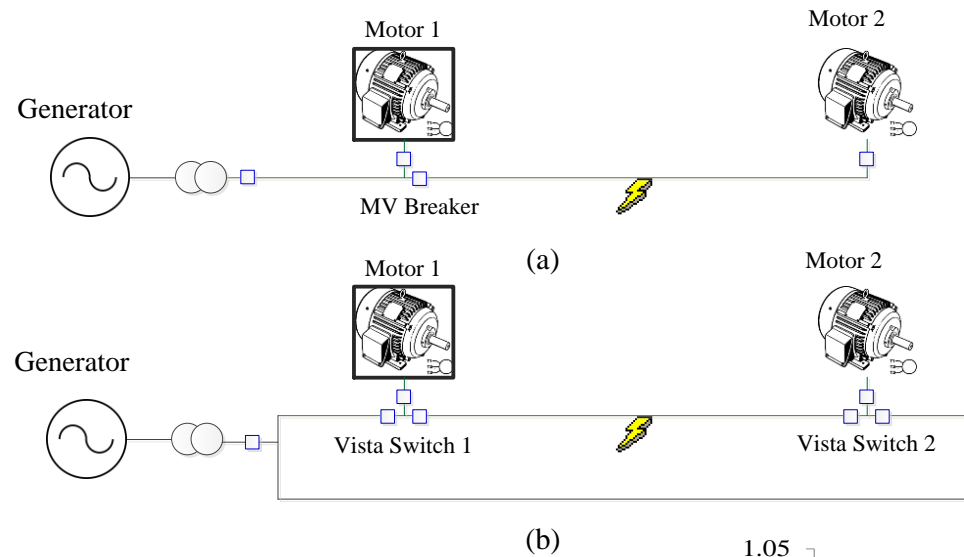 Motor 1
Motor 2
Generator
MV Breaker
(a)
Motor 1
Motor 2
Generator
Vista Switch 1
Vista Switch 2
(b)
1.05